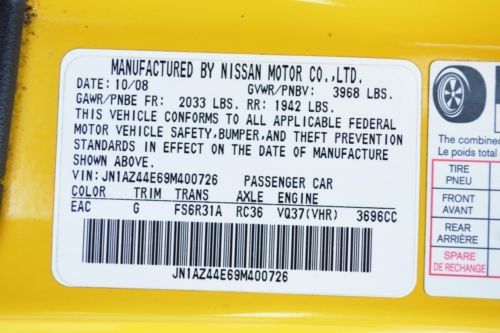 MANUFACTURED BY NISSAN MOTOR CO.,LTD.
DATE: 10/08 GVWR/PNBV: 3968 LBS.
GAWR/PNBE FR: 2033 LBS. RR: 1942 LBS.
THIS VEHICLE CONFORMS TO ALL APPLICABLE FEDERAL
MOTOR VEHICLE SAFETY,BUMPER,AND THEFT PREVENTION
STANDARDS IN EFFECT ON THE DATE OF MANUFACTURE
SHOWN ABOVE.
VIN: JN1AZ44E69M400726 PASSENGER CAR
COLOR TRIM TRANS AXLE ENGINE
EAC G FS6R31A RC36 VQ37(VHR) 3696CC
JN1AZ44E69M400726
The combined
Le poids total
TIRE
PNEU
FRONT
AVANT
REAR
ARRIÈRE
SPARE
DE RECHANGE